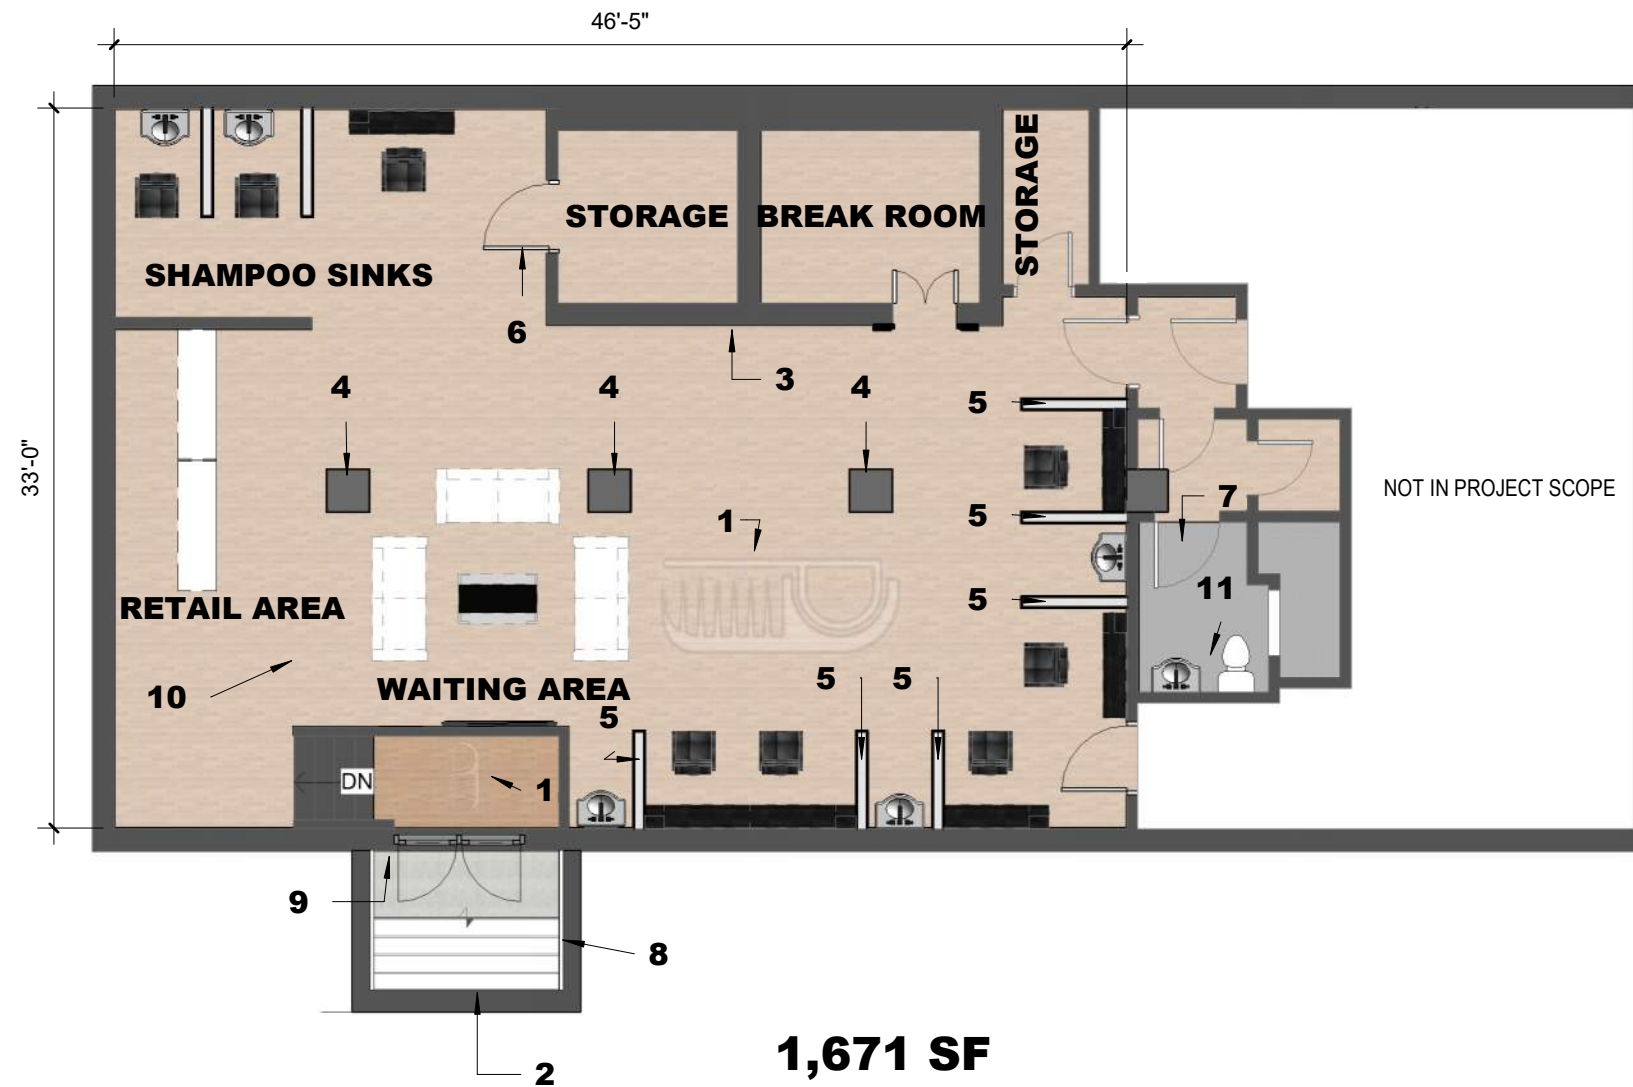 46'-5"
33'-0"
STORAGE
STORAGE
BREAK ROOM
SHAMPOO SINKS
6
3
4
4
4
5
NOT IN PROJECT SCOPE
7
5
1
11
5
RETAIL AREA
10
WAITING AREA
5
5
5
DN
1
9
8
2
1,671 SF